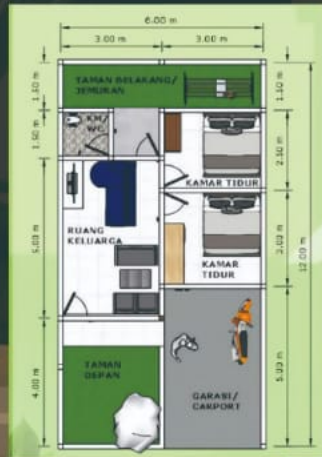 6.00 m
3.00 m
3.00 m
1.50 m
TAMAN BELAKANG/
JEMURAN
1.50 m
1.50 m
KM/
WC
2.50 m
KAMAR TIDUR
RUANG
KELUARGA
5.00 m
3.00 m
KAMAR
TIDUR
12.00 m
TAMAN
DEPAN
4.00 m
GARASI/
CARPORT
5.00 m